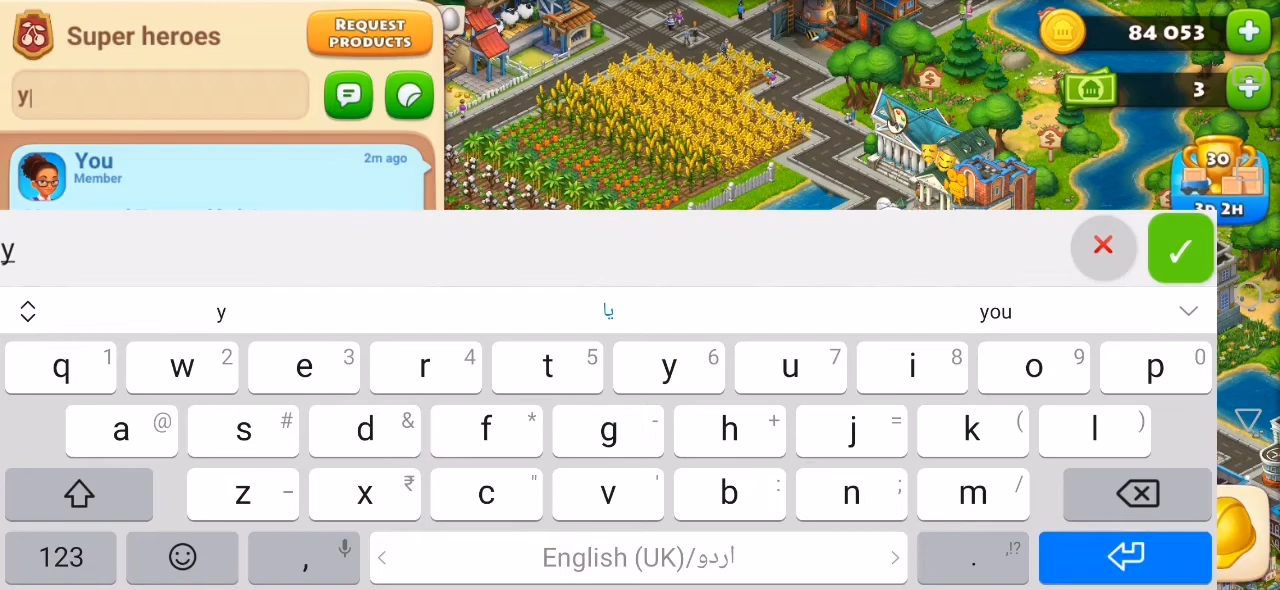 Super heroes
REQUEST
PRODUCTS
84 053
y
3
You
2m ago
Member
30
3D 2H
y
y
یا
you
q 1 w 2 e 3 r 4 t 5 y 6 u 7 i 8 o 9 p 0
a @ s # d & f * g - h + j = k ( l )
z – x ₹ c " v ' b : n ; m /
123 , < English (UK)/اردو > . ,!?